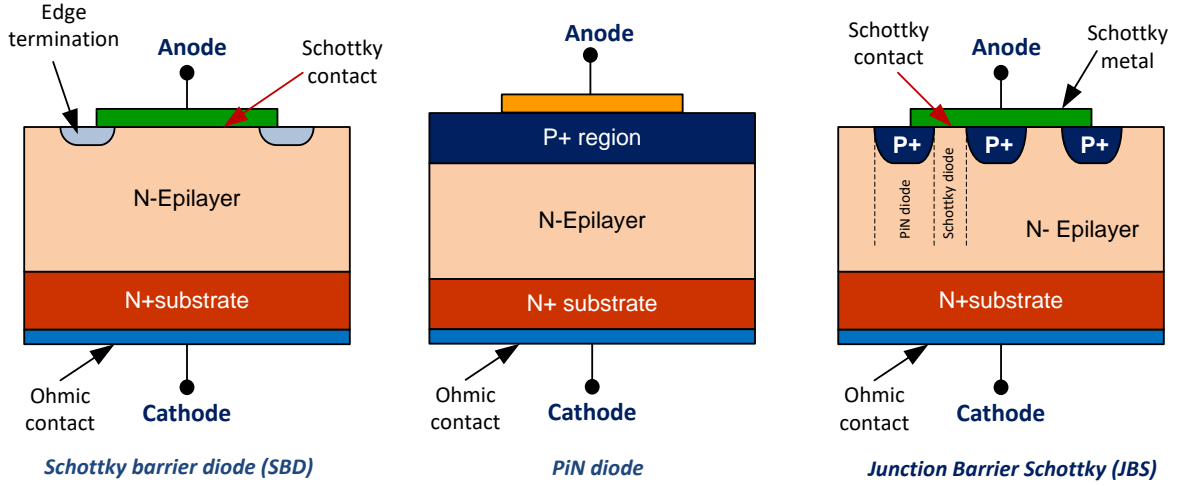 Edge
termination
Anode
Schottky
contact
N-Epilayer
N+substrate
Ohmic
contact
Cathode
Schottky barrier diode (SBD)
Anode
P+ region
N-Epilayer
N+ substrate
Ohmic
contact
Cathode
PiN diode
Schottky
contact
Anode
Schottky
metal
P+
P+
P+
PiN diode
Schottky diode
N- Epilayer
N+substrate
Ohmic
contact
Cathode
Junction Barrier Schottky (JBS)